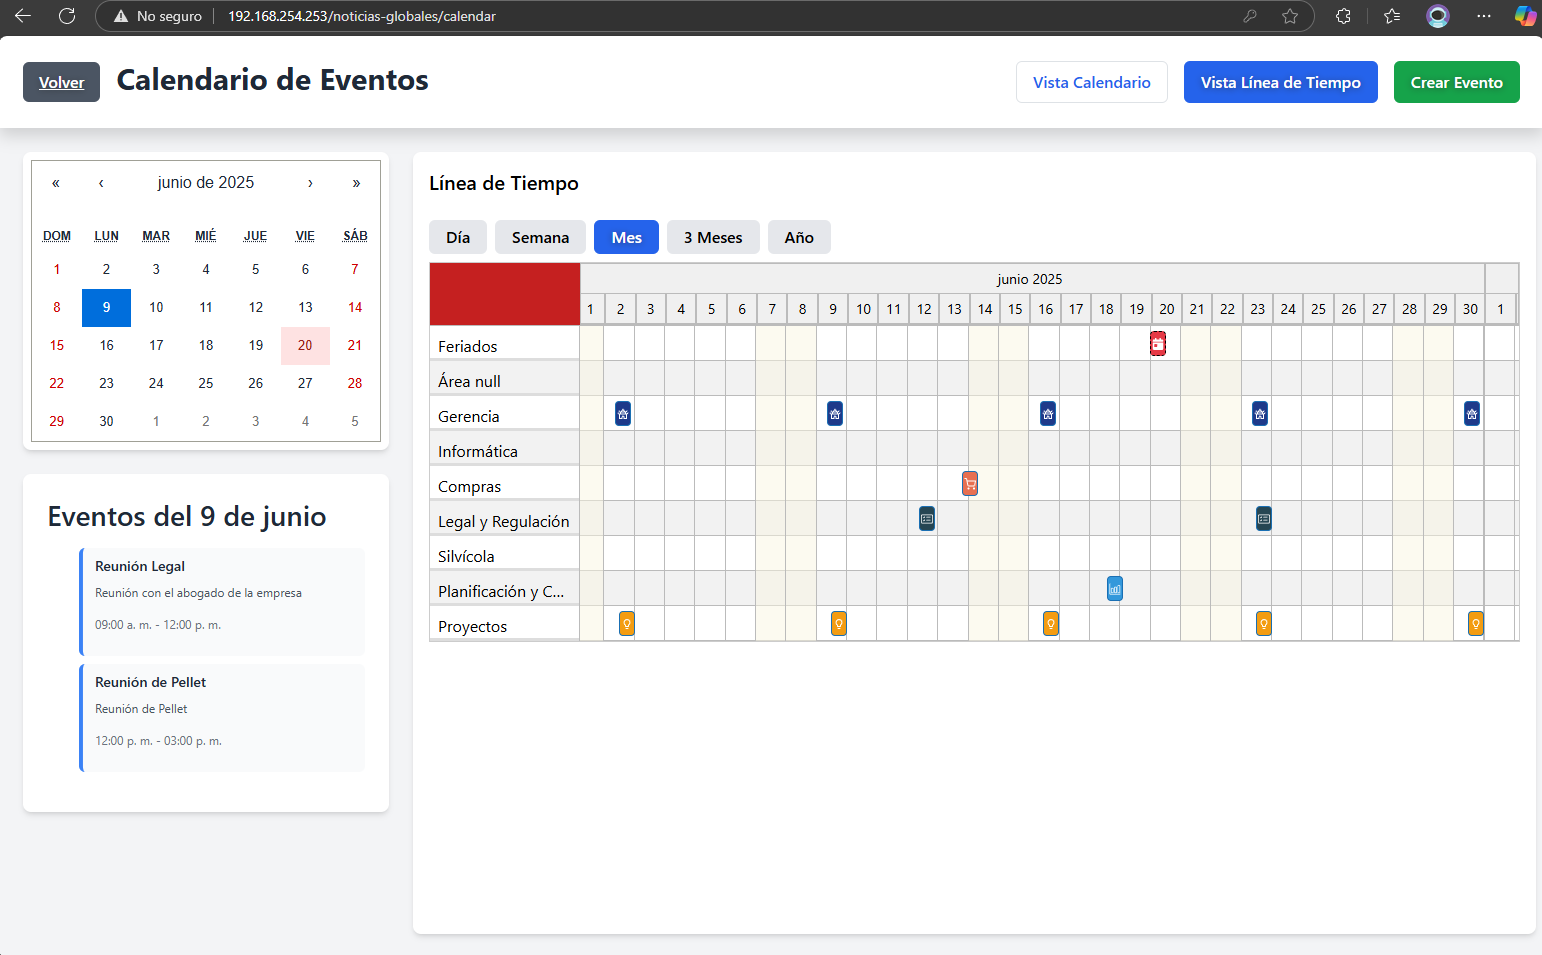 No seguro
192.168.254.253/noticias-globales/calendar
Volver
Calendario de Eventos
Vista Calendario
Vista Línea de Tiempo
Crear Evento
« ‹ junio de 2025 › »
DOM LUN MAR MIÉ JUE VIE SÁB
1 2 3 4 5 6 7
8 9 10 11 12 13 14
15 16 17 18 19 20 21
22 23 24 25 26 27 28
29 30 1 2 3 4 5
Eventos del 9 de junio
Reunión Legal
Reunión con el abogado de la empresa
09:00 a. m. - 12:00 p. m.
Reunión de Pellet
Reunión de Pellet
12:00 p. m. - 03:00 p. m.
Línea de Tiempo
Día Semana Mes 3 Meses Año
junio 2025
1 2 3 4 5 6 7 8 9 10 11 12 13 14 15 16 17 18 19 20 21 22 23 24 25 26 27 28 29 30 1
Feriados
Área null
Gerencia
Informática
Compras
Legal y Regulación
Silvícola
Planificación y C...
Proyectos